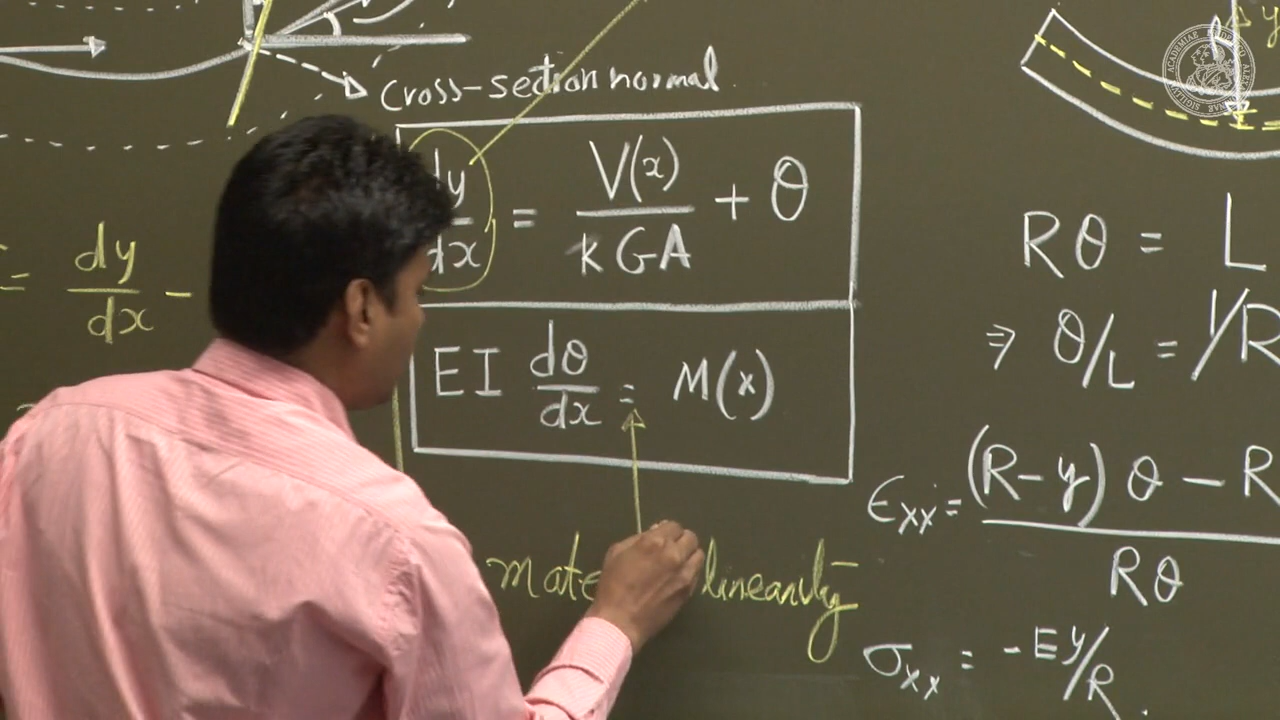 Cross-section normal
dy/dx = V(x)/kGA + θ
EI dθ/dx = M(x)
= dy/dx -
linearity
y
Rθ = L
⇒ θ/L = 1/R
ϵxx = (R-y) θ - R
Rθ
σxx = -Ey/R